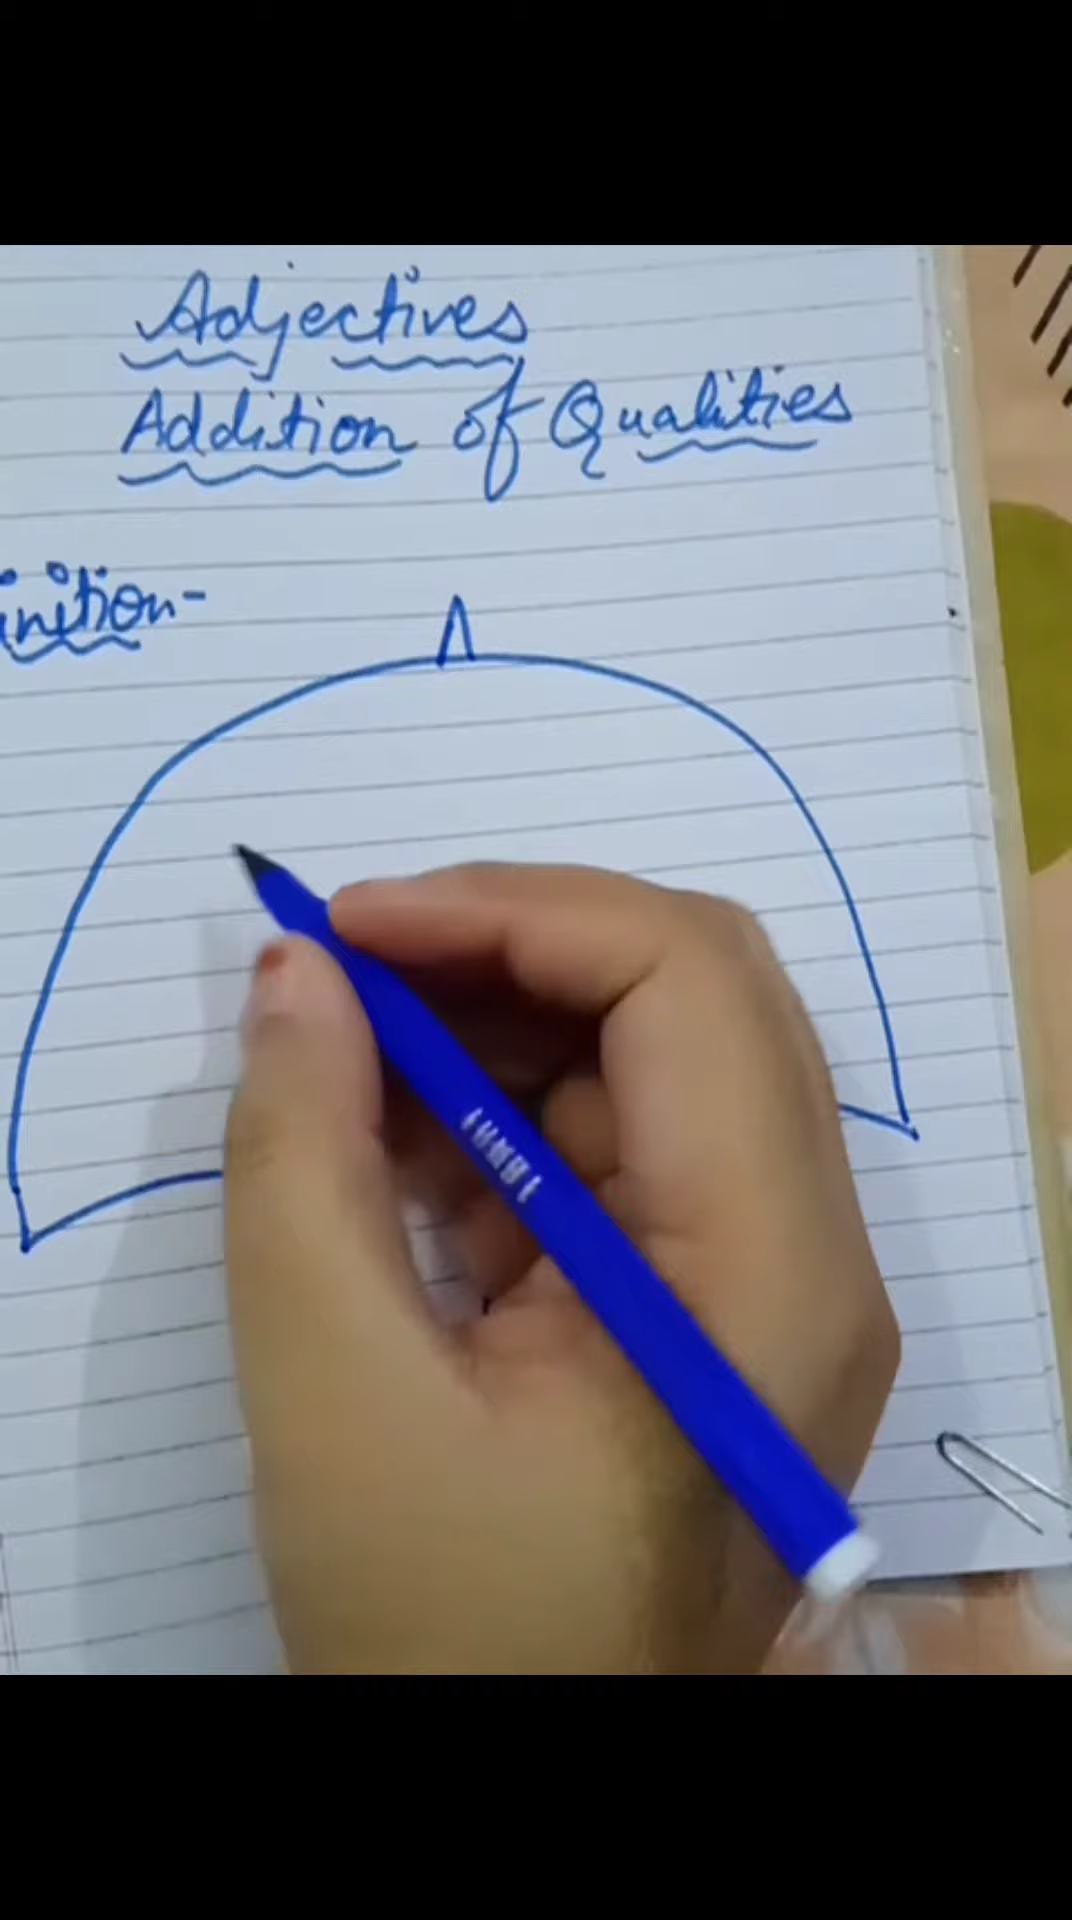 Adjectives
Addition of Qualities
inition-